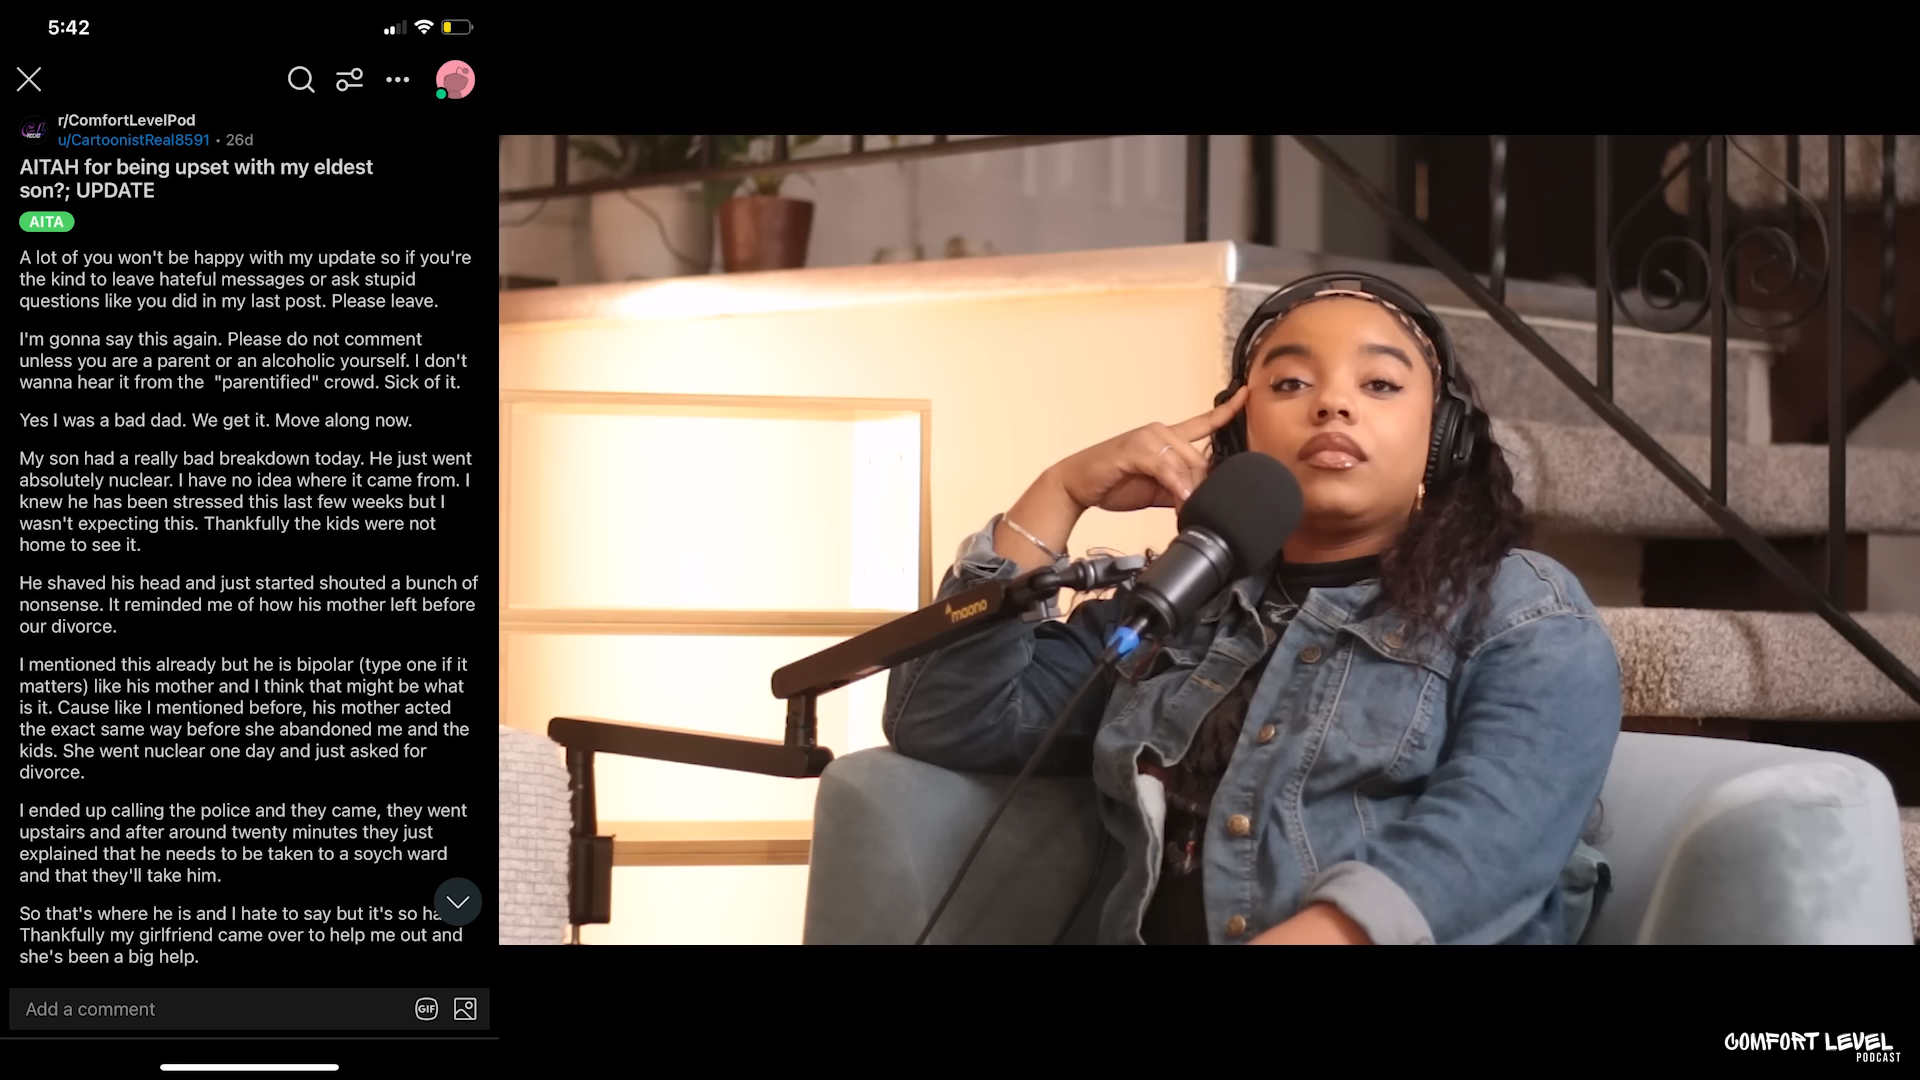 5:42
r/ComfortLevelPod
u/CartoonistReal8591 • 26d
AITAH for being upset with my eldest
son?; UPDATE
AITA
A lot of you won't be happy with my update so if you're
the kind to leave hateful messages or ask stupid
questions like you did in my last post. Please leave.
I'm gonna say this again. Please do not comment
unless you are a parent or an alcoholic yourself. I don't
wanna hear it from the "parentified" crowd. Sick of it.
Yes I was a bad dad. We get it. Move along now.
My son had a really bad breakdown today. He just went
absolutely nuclear. I have no idea where it came from. I
knew he has been stressed this last few weeks but I
wasn't expecting this. Thankfully the kids were not
home to see it.
He shaved his head and just started shouted a bunch of
nonsense. It reminded me of how his mother left before
our divorce.
I mentioned this already but he is bipolar (type one if it
matters) like his mother and I think that might be what
is it. Cause like I mentioned before, his mother acted
the exact same way before she abandoned me and the
kids. She went nuclear one day and just asked for
divorce.
I ended up calling the police and they came, they went
upstairs and after around twenty minutes they just
explained that he needs to be taken to a soych ward
and that they'll take him.
So that's where he is and I hate to say but it's so
Thankfully my girlfriend came over to help me out and
she's been a big help.
Add a comment
GIF
maono
COMFORT LEVEL
PODCAST